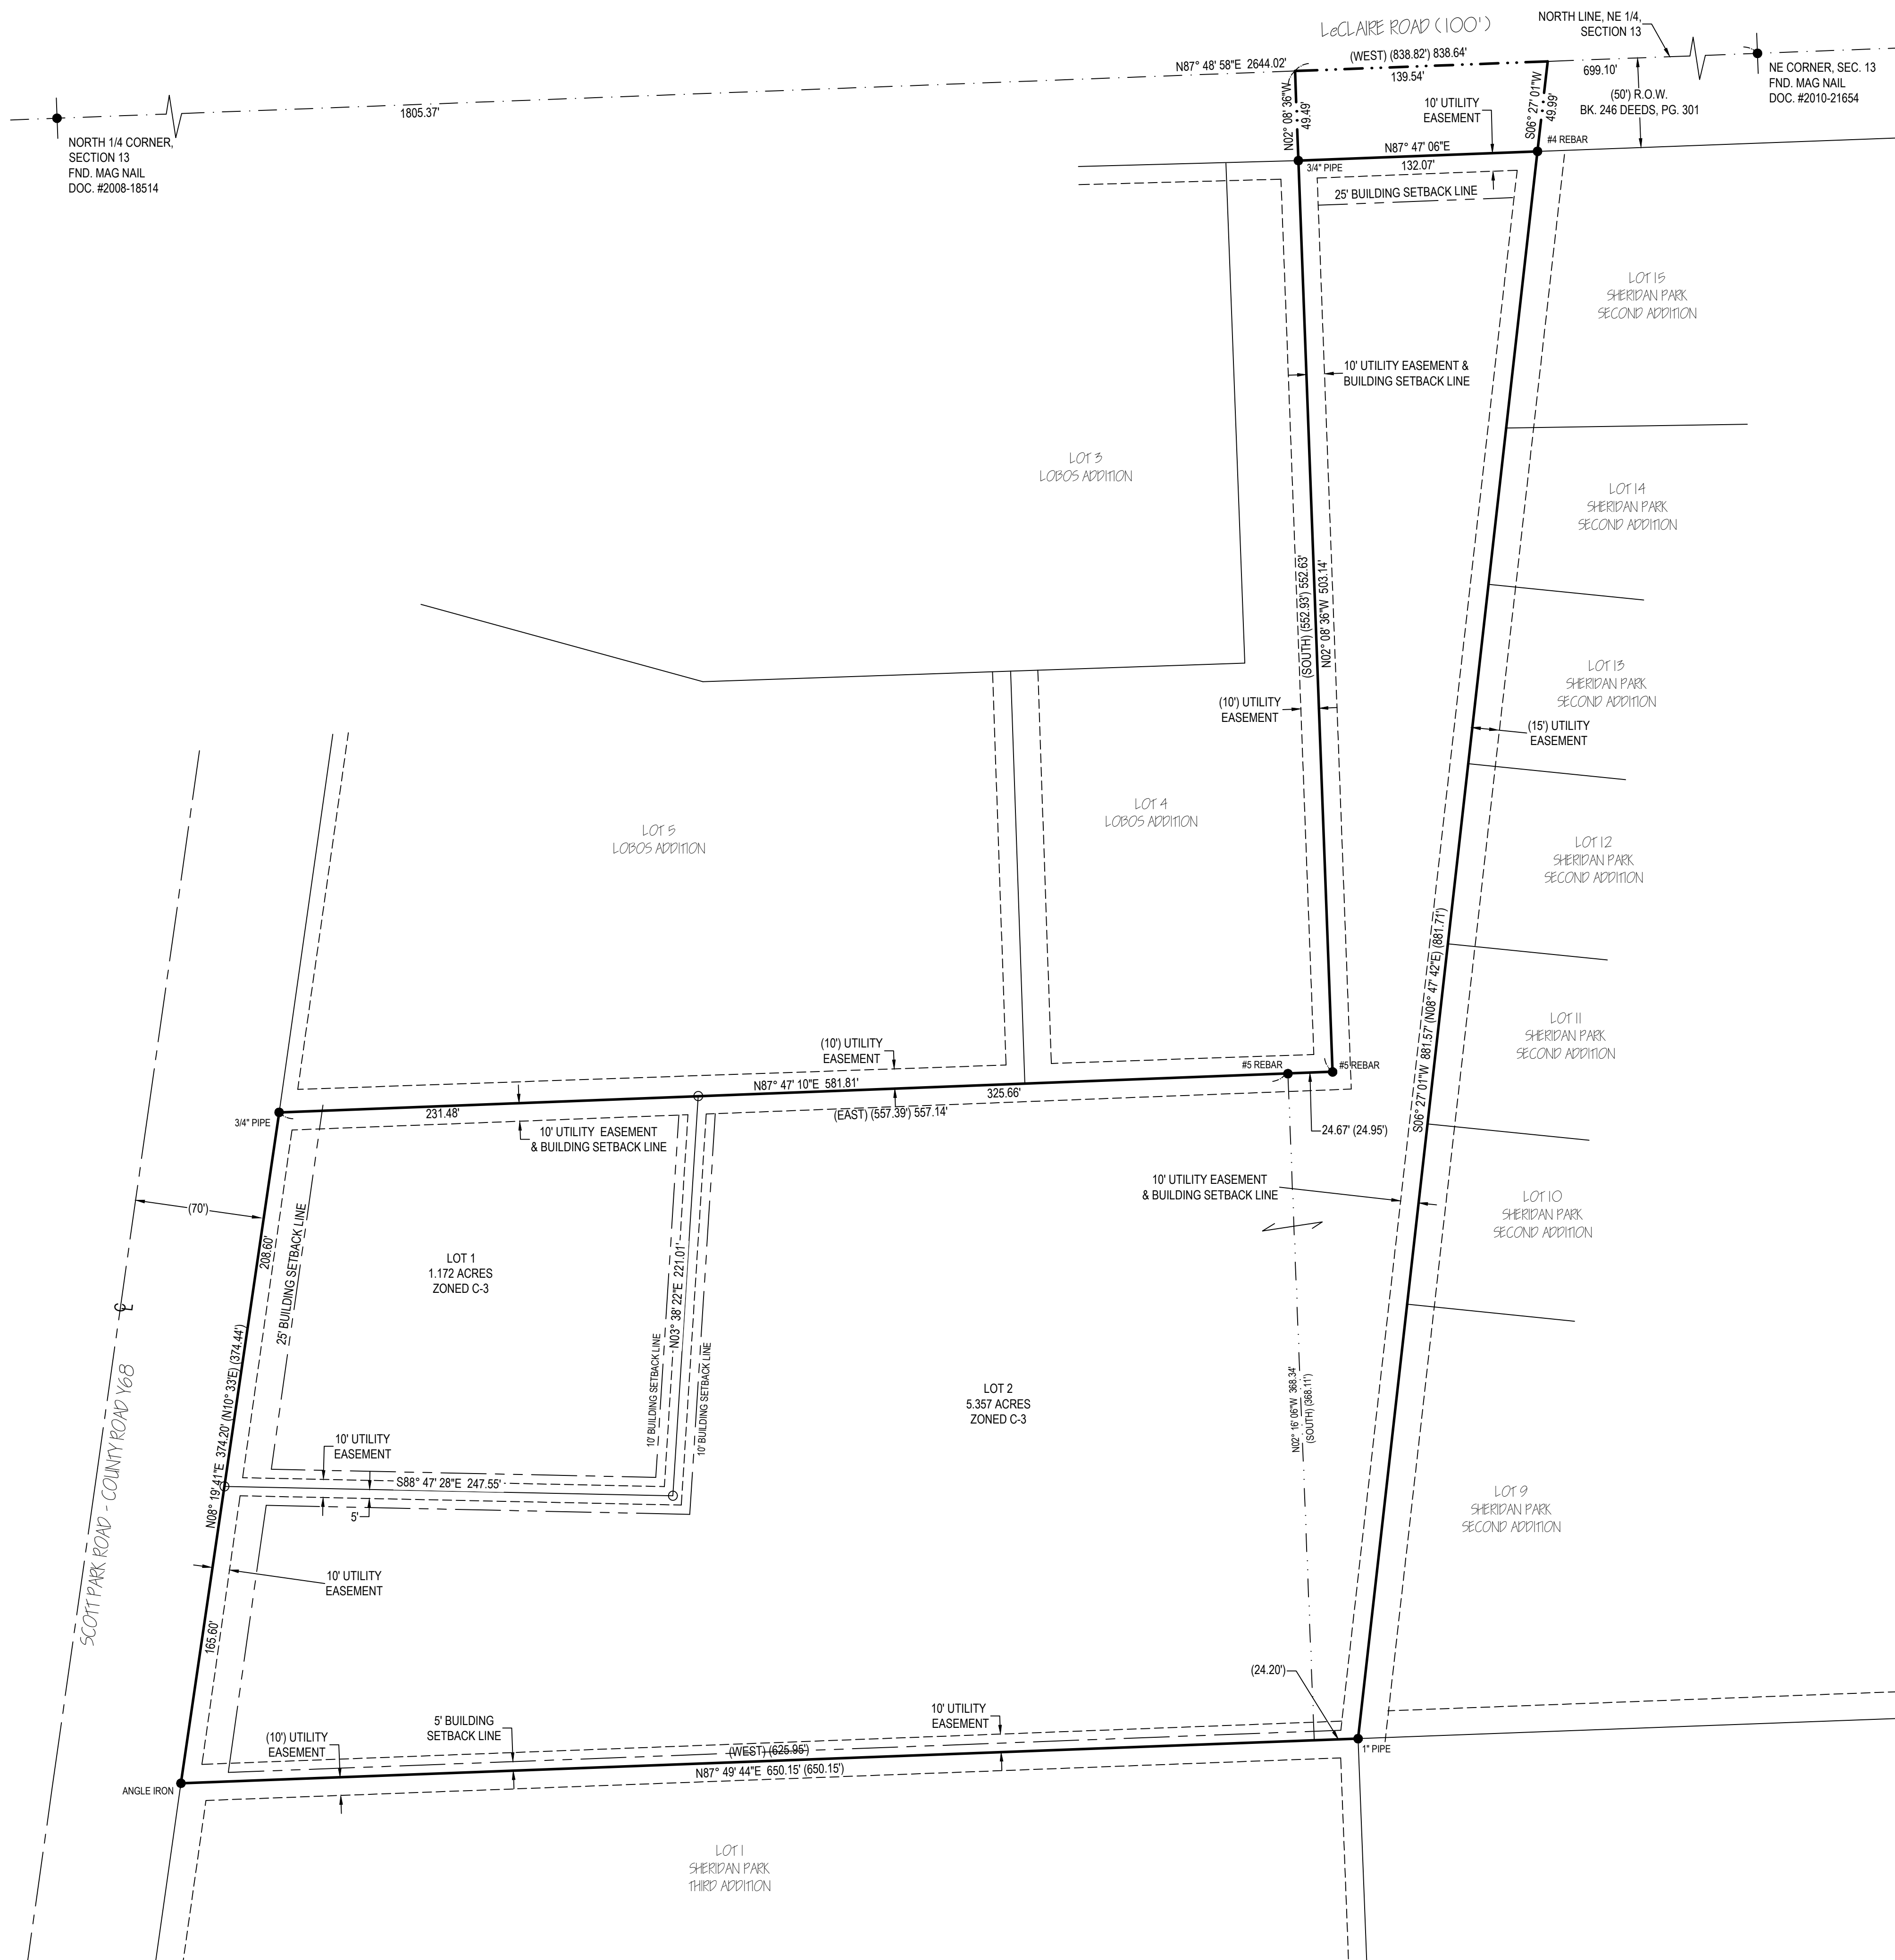 LeCLAIRE ROAD (100')
NORTH LINE, NE 1/4,
SECTION 13
(WEST) (838.82') 838.64'
N87° 48' 58"E 2644.02'
139.54'
699.10'
NE CORNER, SEC. 13
FND. MAG NAIL
DOC. #2010-21654
1805.37'
NORTH 1/4 CORNER,
SECTION 13
FND. MAG NAIL
DOC. #2008-18514
N02° 08' 36"W
49.49'
10' UTILITY
EASEMENT
S06° 27' 01"W
49.99'
(50') R.O.W.
BK. 246 DEEDS, PG. 301
#4 REBAR
N87° 47' 06"E
132.07'
3/4" PIPE
25' BUILDING SETBACK LINE
LOT 15
SHERIDAN PARK
SECOND ADDITION
10' UTILITY EASEMENT &
BUILDING SETBACK LINE
LOT 3
LOBOS ADDITION
LOT 14
SHERIDAN PARK
SECOND ADDITION
(SOUTH) (552.93') 552.63'
N02° 08' 36"W 503.14'
LOT 13
SHERIDAN PARK
SECOND ADDITION
(10') UTILITY
EASEMENT
(15') UTILITY
EASEMENT
LOT 4
LOBOS ADDITION
LOT 5
LOBOS ADDITION
LOT 12
SHERIDAN PARK
SECOND ADDITION
S06° 27' 01"W 881.57' (N08° 47' 42"E) (881.71')
LOT 11
SHERIDAN PARK
SECOND ADDITION
(10') UTILITY
EASEMENT
#5 REBAR
#5 REBAR
N87° 47' 10"E 581.81'
325.66'
231.48'
(EAST) (557.39') 557.14'
3/4" PIPE
24.67' (24.95')
10' UTILITY EASEMENT
& BUILDING SETBACK LINE
10' UTILITY EASEMENT
& BUILDING SETBACK LINE
(70')
LOT 10
SHERIDAN PARK
SECOND ADDITION
208.60'
25' BUILDING SETBACK LINE
LOT 1
1.172 ACRES
ZONED C-3
N03° 38' 22"E 221.01'
10' BUILDING SETBACK LINE
10' BUILDING SETBACK LINE
N08° 19' 41"E 374.20' (N10° 33'E) (374.44')
LOT 2
5.357 ACRES
ZONED C-3
N02° 16' 06"W 368.34'
(SOUTH) (368.11')
SCOTT PARK ROAD - COUNTY ROAD Y68
10' UTILITY
EASEMENT
S88° 47' 28"E 247.55'
5'
LOT 9
SHERIDAN PARK
SECOND ADDITION
10' UTILITY
EASEMENT
165.60'
(24.20')
10' UTILITY
EASEMENT
5' BUILDING
SETBACK LINE
(10') UTILITY
EASEMENT
(WEST) (625.95')
N87° 49' 44"E 650.15' (650.15')
1" PIPE
ANGLE IRON
LOT 1
SHERIDAN PARK
THIRD ADDITION